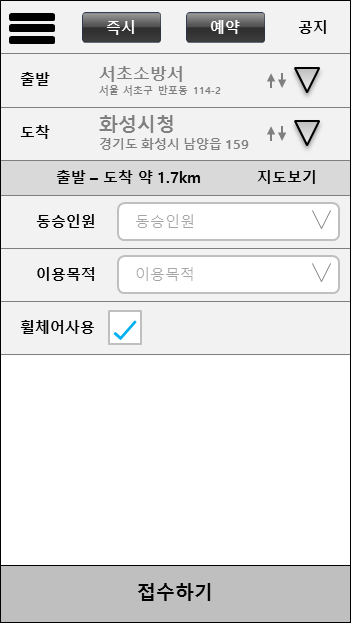 즉시 예약 공지
출발 서초소방서
서울 서초구 반포동 114-2
도착 화성시청
경기도 화성시 남양읍 159
출발 – 도착 약 1.7km 지도보기
동승인원 동승인원
이용목적 이용목적
휠체어사용
접수하기